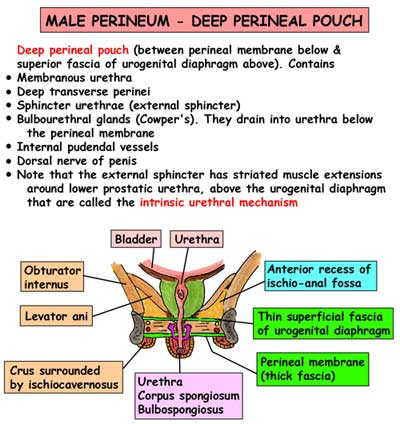 MALE PERINEUM - DEEP PERINEAL POUCH
Deep perineal pouch (between perineal membrane below &
superior fascia of urogenital diaphragm above). Contains
• Membranous urethra
• Deep transverse perinei
• Sphincter urethrae (external sphincter)
• Bulbourethral glands (Cowper's). They drain into urethra below
the perineal membrane
• Internal pudendal vessels
• Dorsal nerve of penis
• Note that the external sphincter has striated muscle extensions
around lower prostatic urethra, above the urogenital diaphragm
that are called the intrinsic urethral mechanism
Bladder
Urethra
Obturator
internus
Anterior recess of
ischio-anal fossa
Levator ani
Thin superficial fascia
of urogenital diaphragm
Crus surrounded
by ischiocavernosus
Perineal membrane
(thick fascia)
Urethra
Corpus spongiosum
Bulbospongiosus